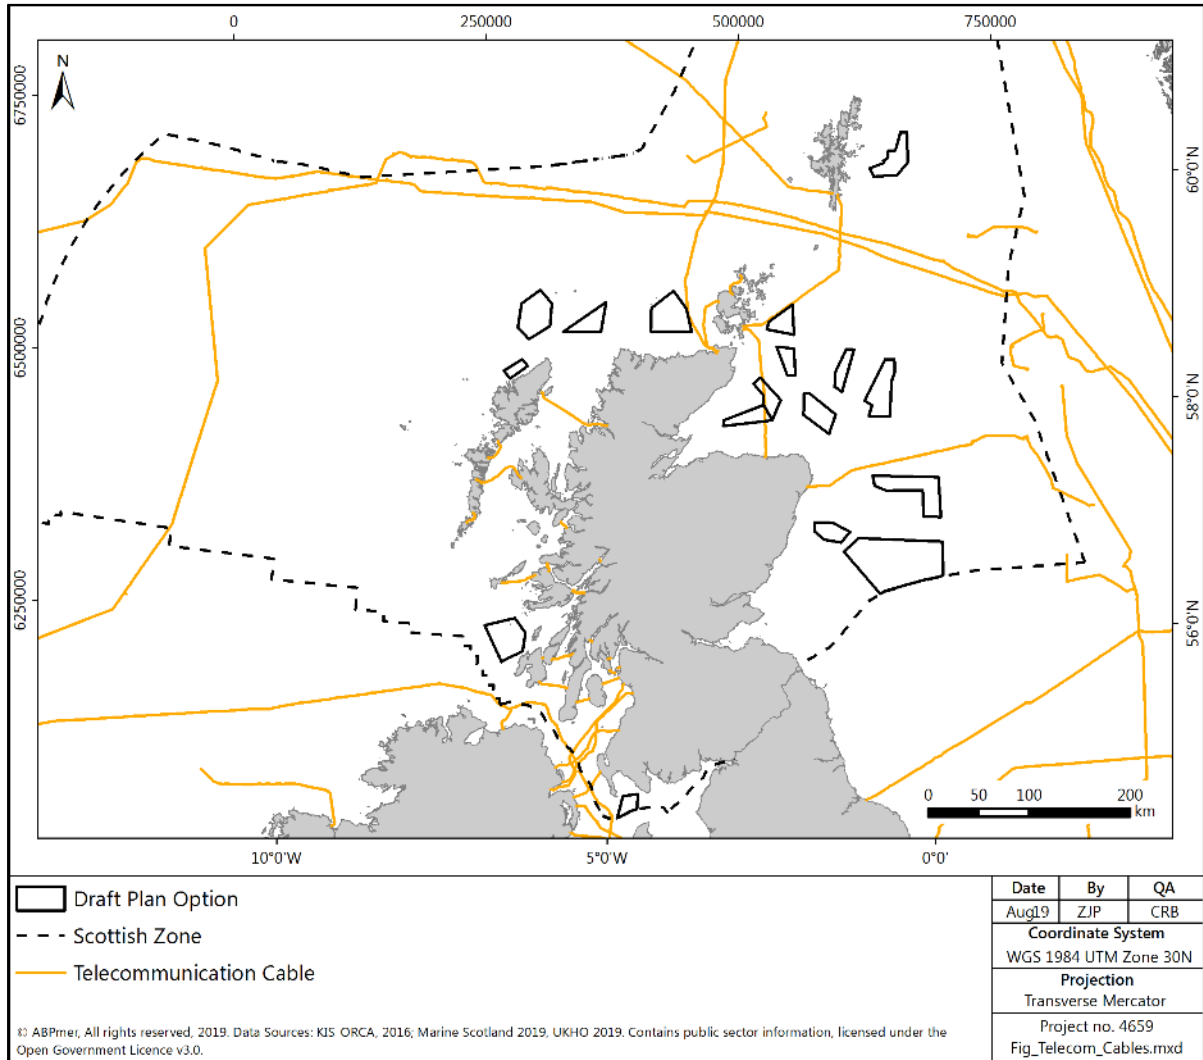 0 250000 500000 750000
N
6750000
6500000
6250000
60°0'N
58°0'N
56°0'N
0 50 100 200
km
10°0'W 5°0'W 0°0'
Draft Plan Option
Scottish Zone
Telecommunication Cable
Date By QA
Aug19 ZJP CRB
Coordinate System
WGS 1984 UTM Zone 30N
Projection
Transverse Mercator
Project no. 4659
Fig_Telecom_Cables.mxd
© ABPmer, All rights reserved, 2019. Data Sources: KIS ORCA, 2016; Marine Scotland 2019, UKHO 2019. Contains public sector information, licensed under the
Open Government Licence v3.0.